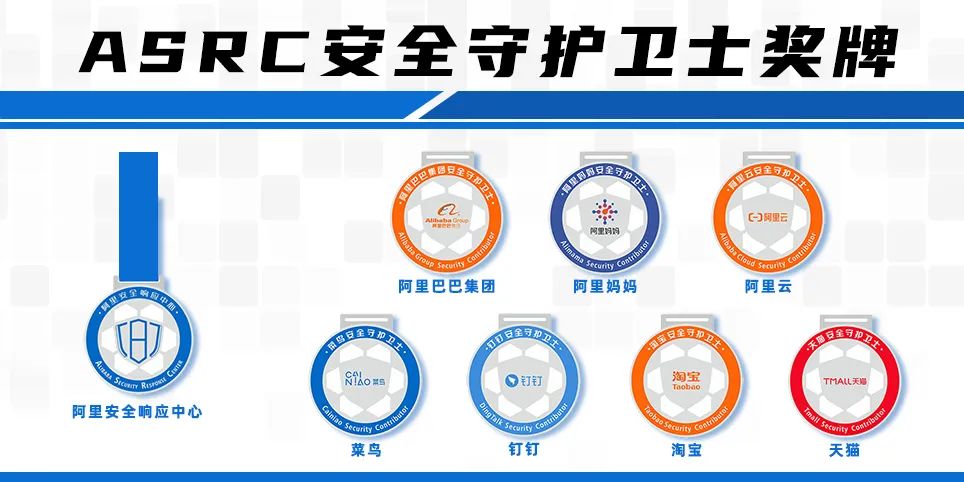 ASRC安全守护卫士奖牌
·阿里安全响应中心·
ALIBABA SECURITY RESPONSE CENTER
阿里安全响应中心
·阿里巴巴集团安全守护卫士·
Alibaba Group
阿里巴巴集团
Alibaba Group Security Contributor
阿里巴巴集团
·阿里妈妈安全守护卫士·
阿里妈妈
Alimama Security Contributor
阿里妈妈
·阿里云安全守护卫士·
阿里云
Alibaba Cloud Security Contributor
阿里云
·菜鸟安全守护卫士·
CAI
NIAO 菜鸟
Cainiao Security Contributor
菜鸟
·钉钉安全守护卫士·
钉钉
DingTalk Security Contributor
钉钉
·淘宝安全守护卫士·
淘宝
Taobao
Taobao Security Contributor
淘宝
·天猫安全守护卫士·
TMALL天猫
Tmall Security Contributor
天猫